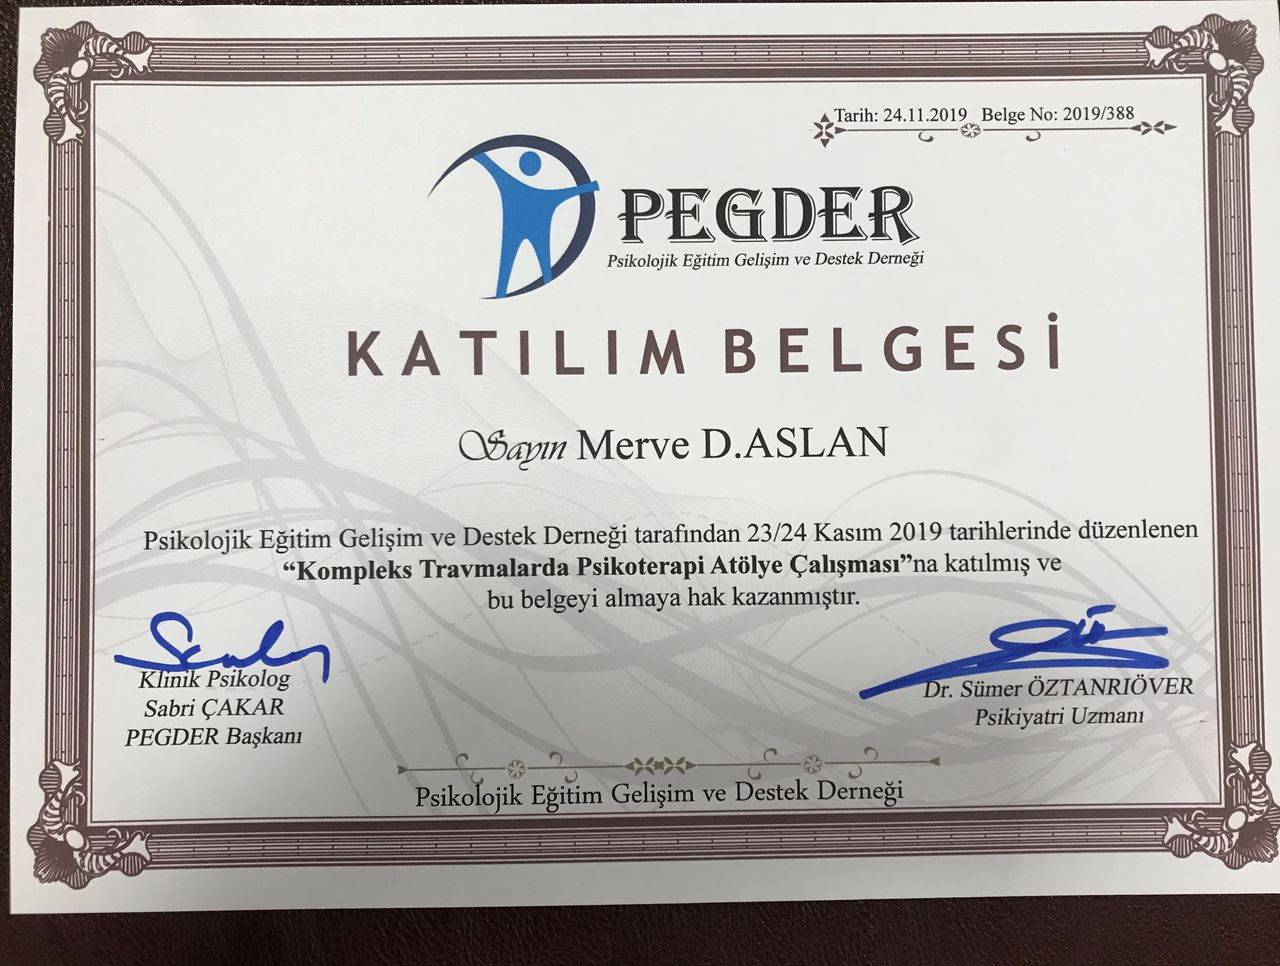 Tarih: 24.11.2019 Belge No: 2019/388
PEGDER
Psikolojik Eğitim Gelişim ve Destek Derneği
KATILIM BELGESİ
Sayın Merve D.ASLAN
Psikolojik Eğitim Gelişim ve Destek Derneği tarafından 23/24 Kasım 2019 tarihlerinde düzenlenen
“Kompleks Travmalarda Psikoterapi Atölye Çalışması”na katılmış ve
bu belgeyi almaya hak kazanmıştır.
Klinik Psikolog
Sabri ÇAKAR
PEGDER Başkanı
Dr. Sümer ÖZTANRIÖVER
Psikiyatri Uzmanı
Psikolojik Eğitim Gelişim ve Destek Derneği